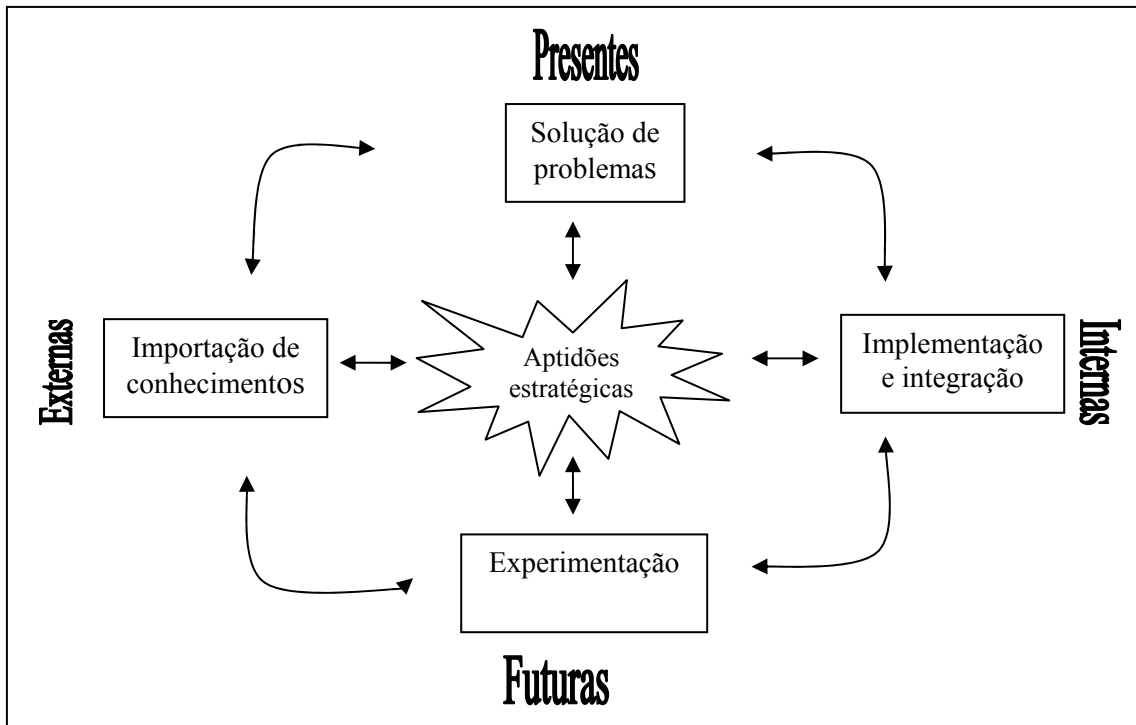 Presentes
Solução de
problemas
Externas
Importação de
conhecimentos
Aptidões
estratégicas
Implementação
e integração
Internas
Experimentação
Futuras